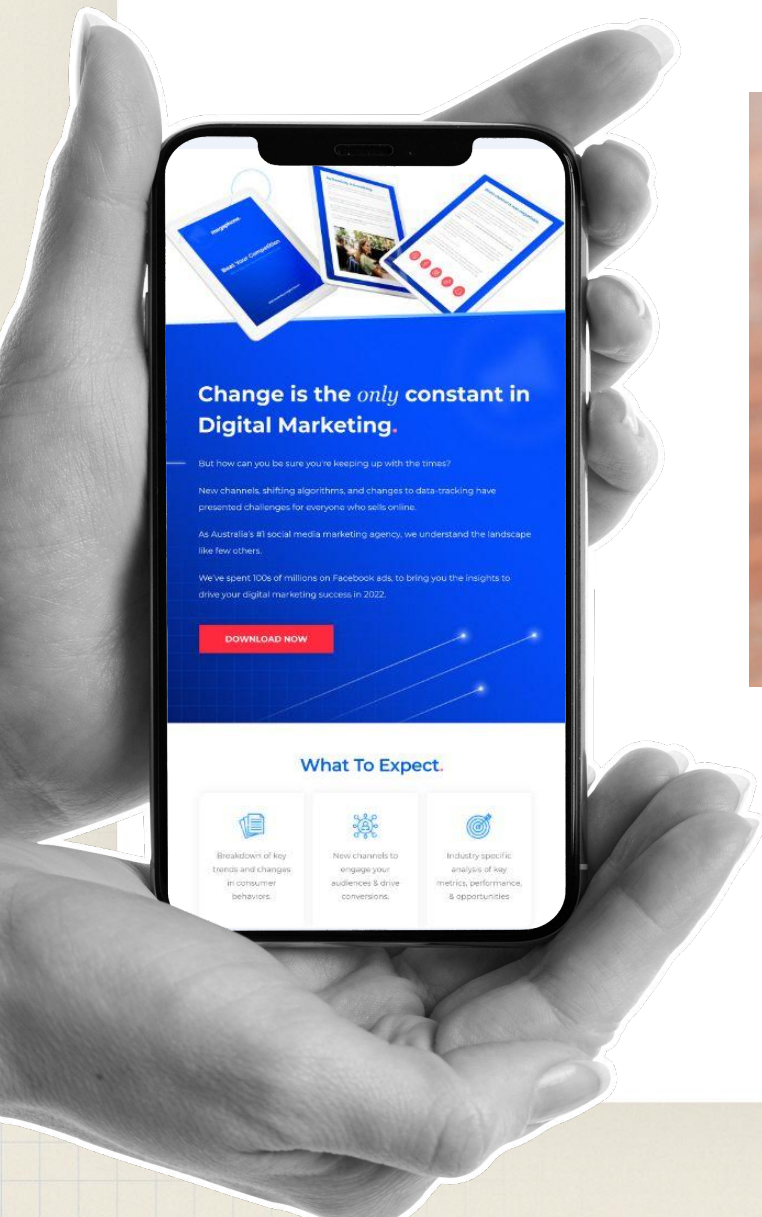 megaphone.
Beat Your Competition
Change is the only constant in
Digital Marketing.
But how can you be sure you're keeping up with the times?
New channels, shifting algorithms, and changes to data-tracking have
presented challenges for everyone who sells online.
As Australia's #1 social media marketing agency, we understand the landscape
like few others.
We've spent 100s of millions on Facebook ads, to bring you the insights to
drive your digital marketing success in 2022.
DOWNLOAD NOW
What To Expect.
Breakdown of key
trends and changes
in consumer
behaviors.
New channels to
engage your
audiences & drive
conversions.
Industry specific
analysis of key
metrics, performance,
& opportunities